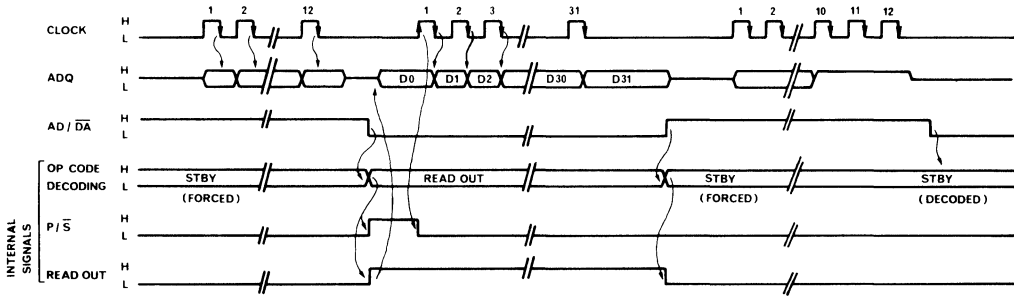 1 2 12 1 2 3 31 1 2 10 11 12
CLOCK H
L
ADQ H
L D0 D1 D2 D30 D31
AD/D̅A̅ H
L
OP CODE H
DECODING L
STBY READ OUT STBY STBY
(FORCED) (FORCED) (DECODED)
P/S̅ H
L
READ OUT H
L
INTERNAL
SIGNALS